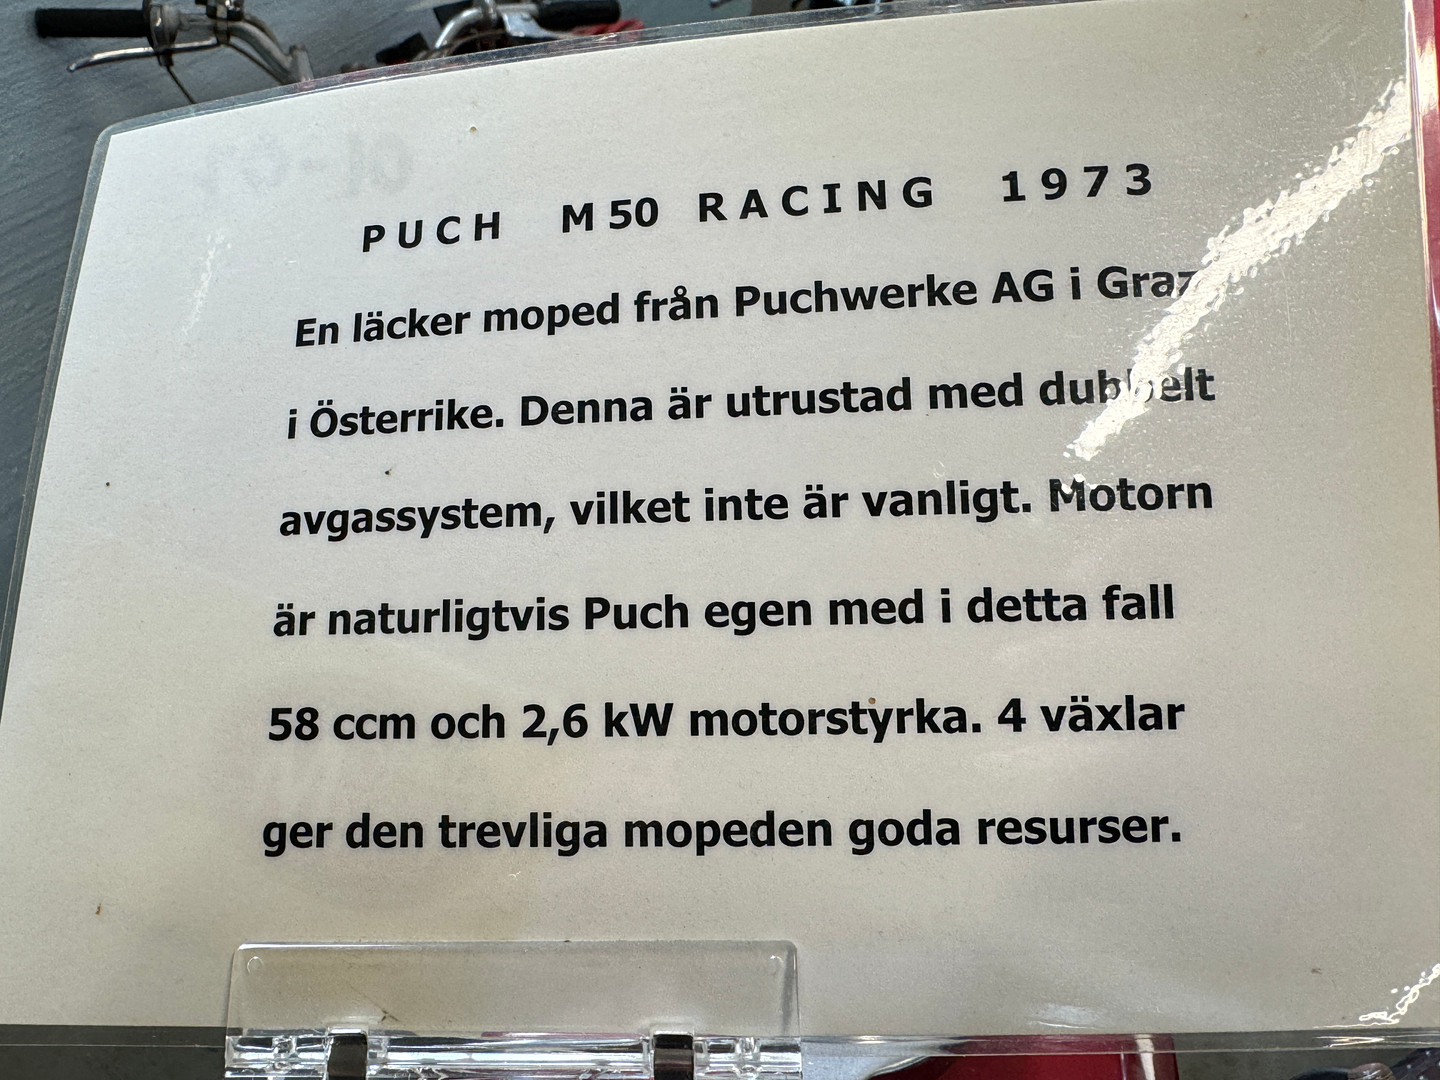 PUCH M50 RACING 1973
En läcker moped från Puchwerke AG i Graz
i Österrike. Denna är utrustad med dubbelt
avgassystem, vilket inte är vanligt. Motorn
är naturligtvis Puch egen med i detta fall
58 ccm och 2,6 kW motorstyrka. 4 växlar
ger den trevliga mopeden goda resurser.